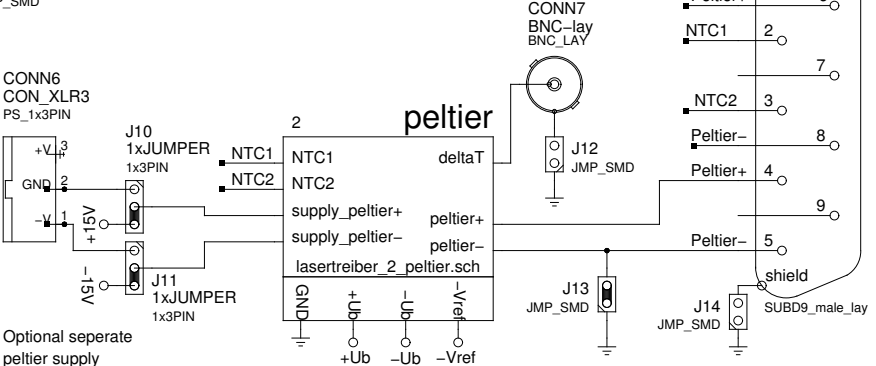 CONN7
BNC−lay
BNC_LAY
NTC1
2
7
CONN6
CON_XLR3
PS_1x3PIN
+V
3
GND
2
−V
1
J10
1xJUMPER
1x3PIN
+15V
−15V
J11
1xJUMPER
1x3PIN
Optional seperate
peltier supply
2
peltier
NTC1
NTC2
NTC1
NTC2
supply_peltier+
supply_peltier−
deltaT
peltier+
peltier−
lasertreiber_2_peltier.sch
GND
+Ub
−Ub
−Vref
+Ub
−Ub
−Vref
J12
JMP_SMD
NTC2
3
Peltier−
8
Peltier+
4
9
Peltier−
5
shield
J13
JMP_SMD
J14
JMP_SMD
SUBD9_male_lay